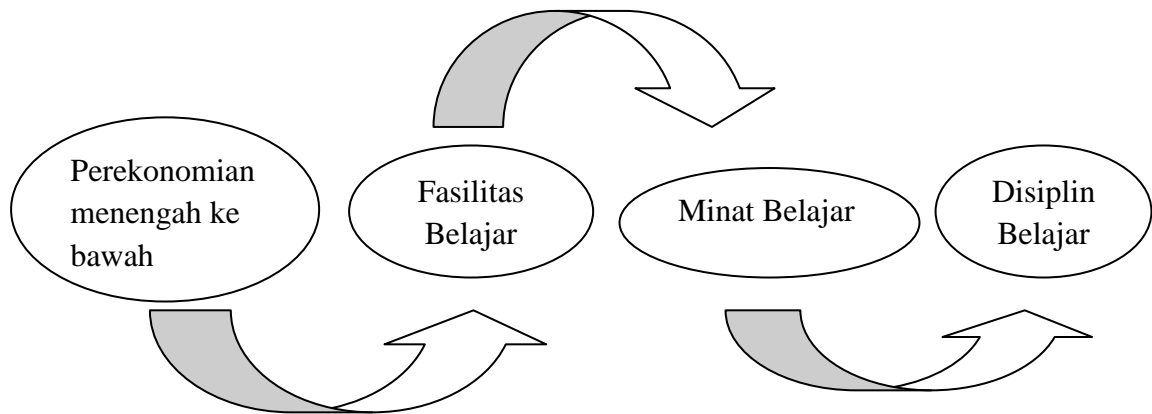 Perekonomian
menengah ke
bawah
Fasilitas
Belajar
Minat Belajar
Disiplin
Belajar